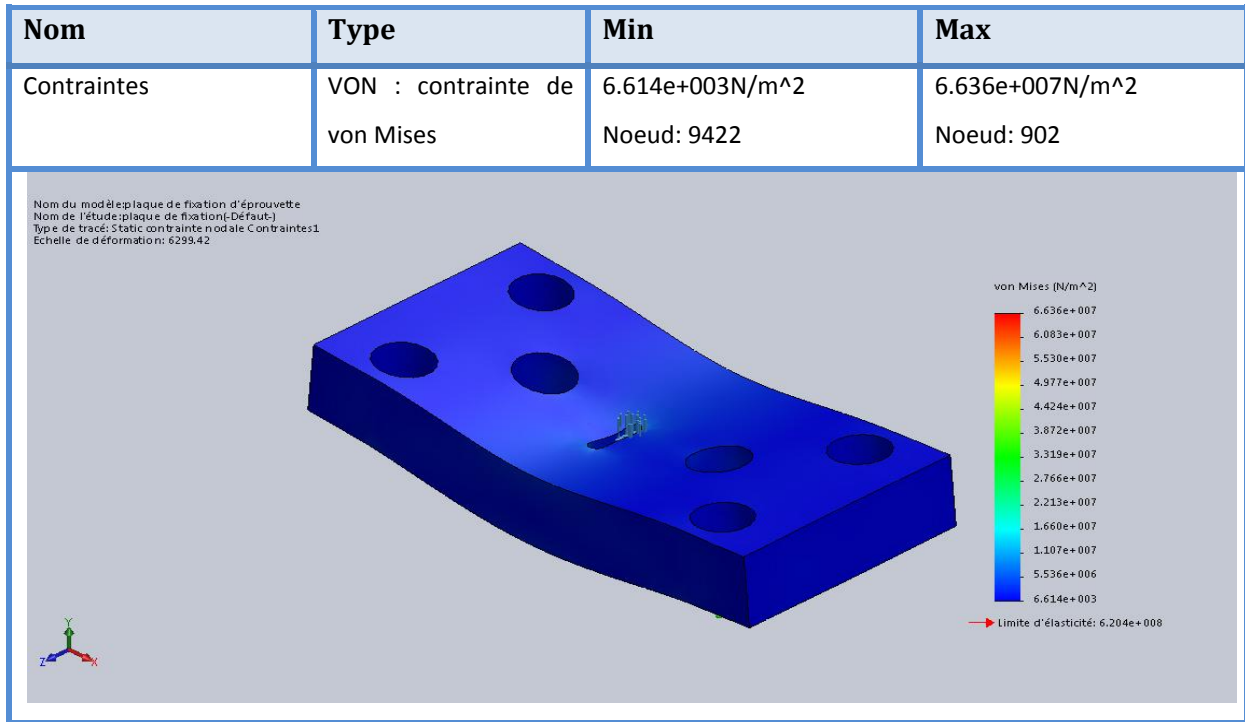 Nom Type Min Max
Contraintes VON : contrainte de 6.614e+003N/m^2 6.636e+007N/m^2
von Mises Noeud: 9422 Noeud: 902
Nom du modèle:plaque de fixation d'éprouvette
Nom de l'étude:plaque de fixation(-Défaut-)
Type de tracé: Static contrainte nodale Contraintes1
Echelle de déformation: 6299.42
von Mises (N/m^2)
6.636e+007
6.083e+007
5.530e+007
4.977e+007
4.424e+007
3.872e+007
3.319e+007
2.766e+007
2.213e+007
1.660e+007
1.107e+007
5.536e+006
6.614e+003
Limite d'élasticité: 6.204e+008
Y
Z
X